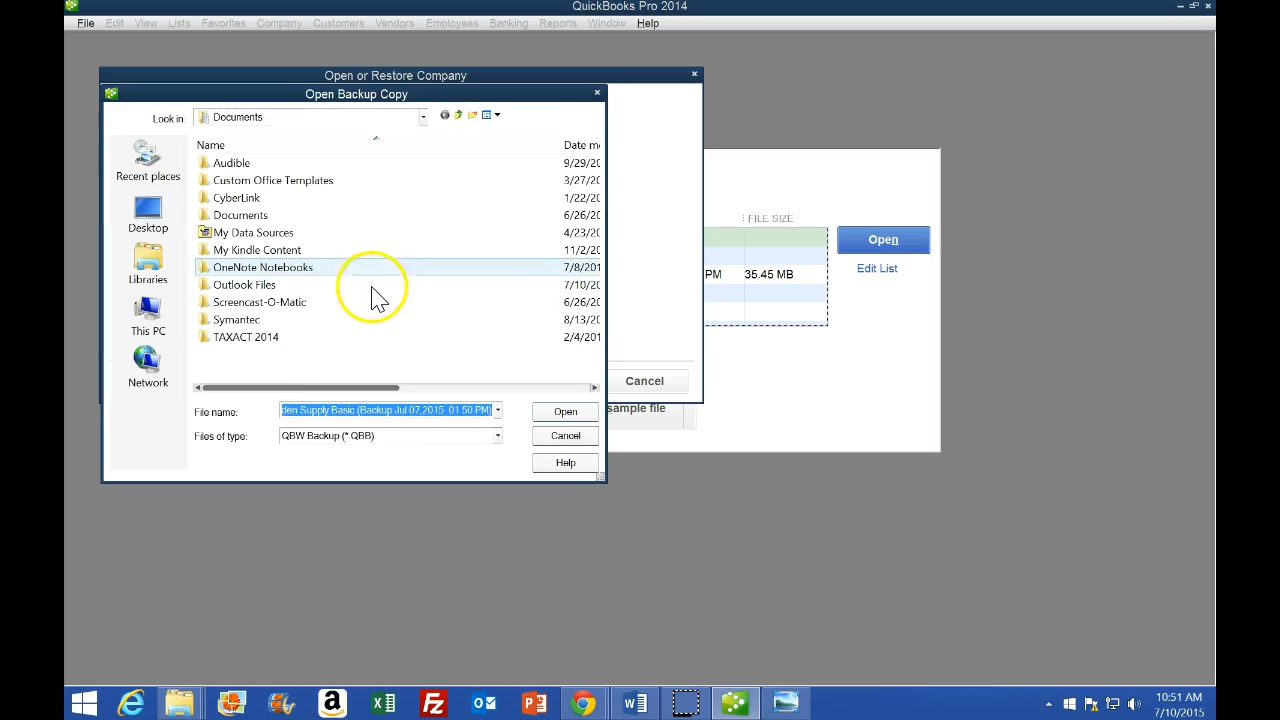 QuickBooks Pro 2014
File Edit View Lists Favorites Company Customers Vendors Employees Banking Reports Window Help
Open or Restore Company
Open Backup Copy
Look in: Documents
Name Date
Audible 9/29/20
Custom Office Templates 3/27/20
CyberLink 1/22/20
Documents 6/26/20
My Data Sources 4/23/20
My Kindle Content 11/2/20
OneNote Notebooks 7/8/201
Outlook Files 7/10/20
Screencast-O-Matic 6/26/20
Symantec 8/13/20
TAXACT 2014 2/4/201
Recent places
Desktop
Libraries
This PC
Network
File name: den Supply Basic (Backup Jul 07,2015 01 50 PM) Open
Files of type: QBW Backup (*.QBB) Cancel
Help
FILE SIZE
Open
Edit List
PM 35.45 MB
Cancel
sample file
10:51 AM
7/10/2015